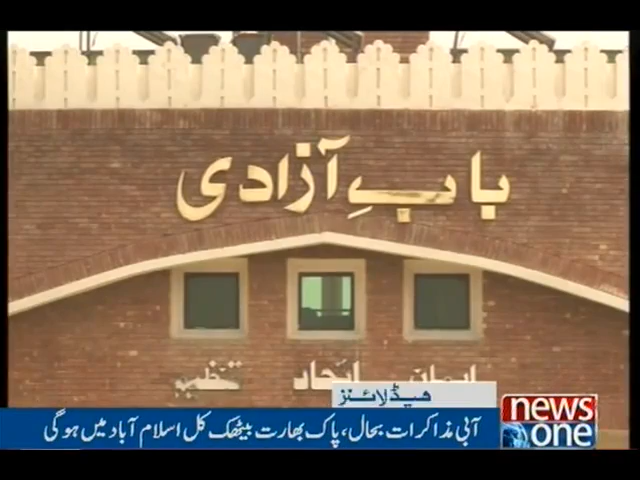 بابِ آزادی
ایمان اتحاد تنظیم
ہیڈلائنز
آبی مذاکرات بحال، پاک بھارت بیٹھک کل اسلام آباد میں ہوگی
news
one